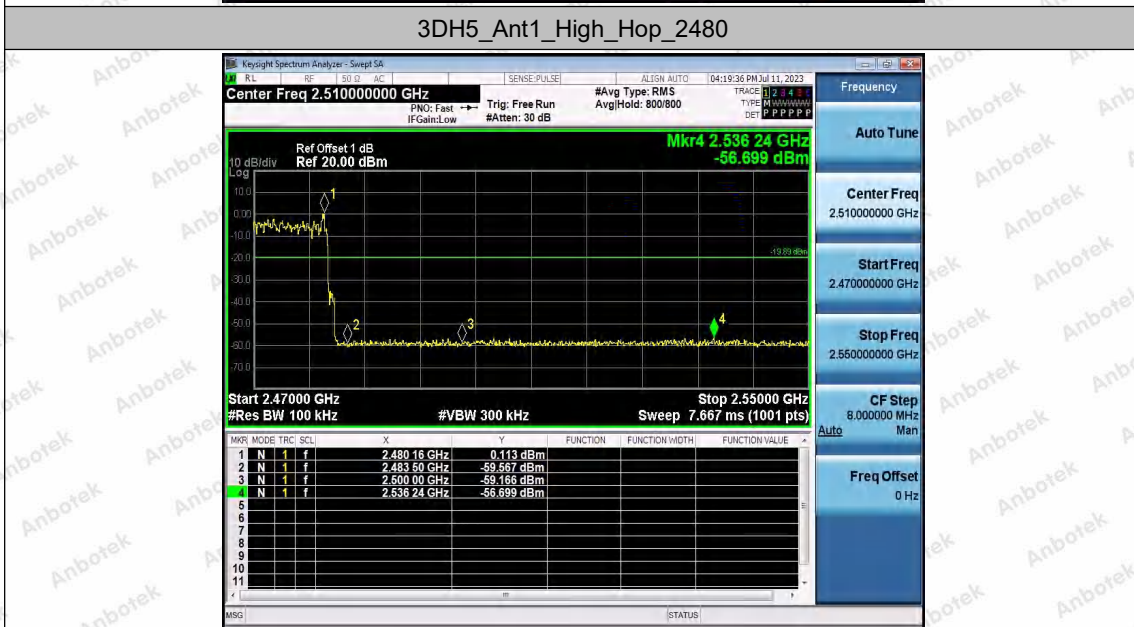 3DH5_Ant1_High_Hop_2480
Keysight Spectrum Analyzer - Swept SA
RL RF 50 Ω AC SENSE:PULSE ALIGN AUTO 04:19:36 PM Jul 11, 2023
Center Freq 2.510000000 GHz
PNO: Fast
IFGain:Low
Trig: Free Run
#Atten: 30 dB
#Avg Type: RMS
Avg|Hold: 800/800
TRACE 1 2 3 4 5 6
TYPE M W W W W W
DET P P P P P P
Frequency
Auto Tune
Center Freq
2.510000000 GHz
Start Freq
2.470000000 GHz
Stop Freq
2.550000000 GHz
CF Step
8.000000 MHz
Auto Man
Freq Offset
0 Hz
Mkr4 2.536 24 GHz
-56.699 dBm
Ref Offset 1 dB
10 dB/div Ref 20.00 dBm
Log
10.0
0.00
-10.0
-20.0
-30.0
-40.0
-50.0
-60.0
-70.0
1
2
3
4
-19.89 dBm
Start 2.47000 GHz Stop 2.55000 GHz
#Res BW 100 kHz #VBW 300 kHz Sweep 7.667 ms (1001 pts)
MKR MODE TRC SCL X Y FUNCTION FUNCTION WIDTH FUNCTION VALUE
1 N 1 f 2.480 16 GHz 0.113 dBm
2 N 1 f 2.483 50 GHz -59.567 dBm
3 N 1 f 2.500 00 GHz -59.166 dBm
4 N 1 f 2.536 24 GHz -56.699 dBm
5
6
7
8
9
10
11
MSG STATUS
Anbotek